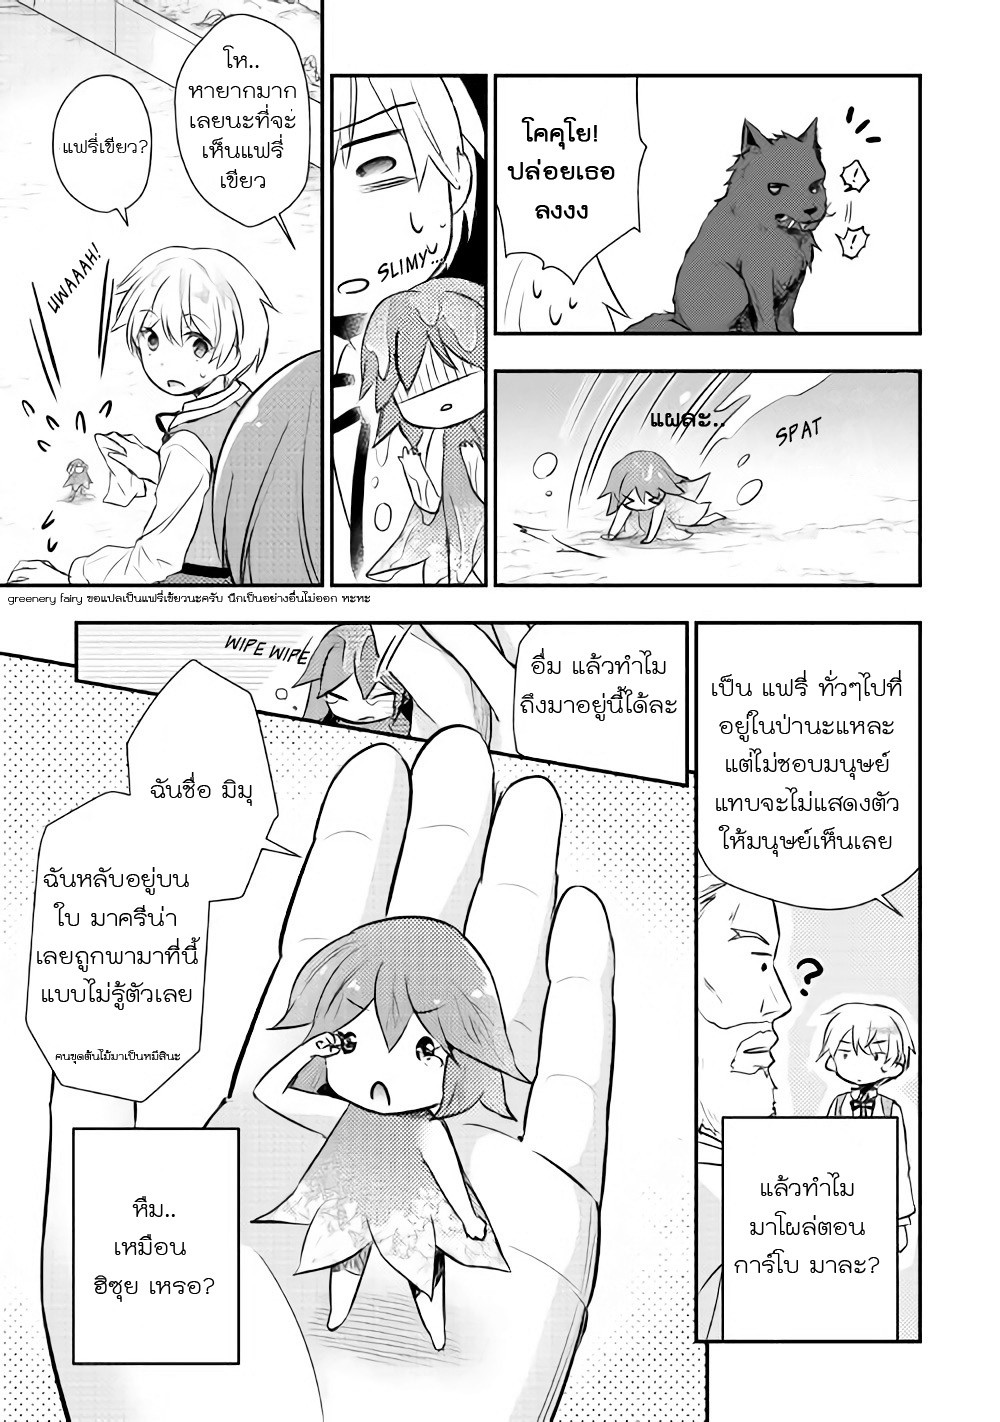 โคคุโย!
ปล่อยเธอ
ลงงง
แผละ..
SPAT
SLIMY...
โห..
หายากมาก
เลยนะที่จะ
เห็นแฟรี่
เขียว
แฟรี่เขียว?
UWAAAH!
greenery fairy ขอแปลเป็นแฟรี่เขียวนะครับ นึกเป็นอย่างอื่นไม่ออก หะหะ
เป็น แฟรี่ ทั่วๆไปที่
อยู่ในป่านะแหละ
แต่ไม่ชอบมนุษย์
แทบจะไม่แสดงตัว
ให้มนุษย์เห็นเลย
?
แล้วทำไม
มาโผล่ตอน
การ์โบ มาละ?
อื่ม แล้วทำไม
ถึงมาอยู่นี้ได้ละ
WIPE WIPE
ฉันชื่อ มิมุ
ฉันหลับอยู่บน
ใบ มาครีน่า
เลยถูกพามาที่นี้
แบบไม่รู้ตัวเลย
คนขุดต้นไม้มาเป็นหมีสินะ
หืม..
เหมือน
ฮิซุย เหรอ?